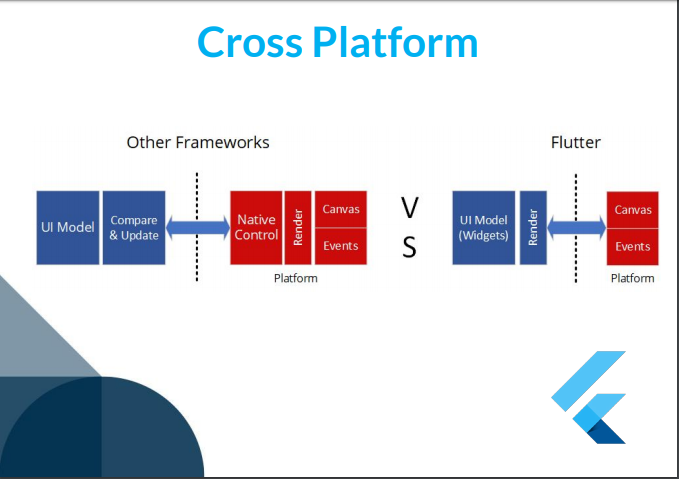 Cross Platform
Other Frameworks
UI Model
Compare
& Update
Native
Control
Render
Canvas
Events
Platform
V
S
Flutter
UI Model
(Widgets)
Render
Canvas
Events
Platform